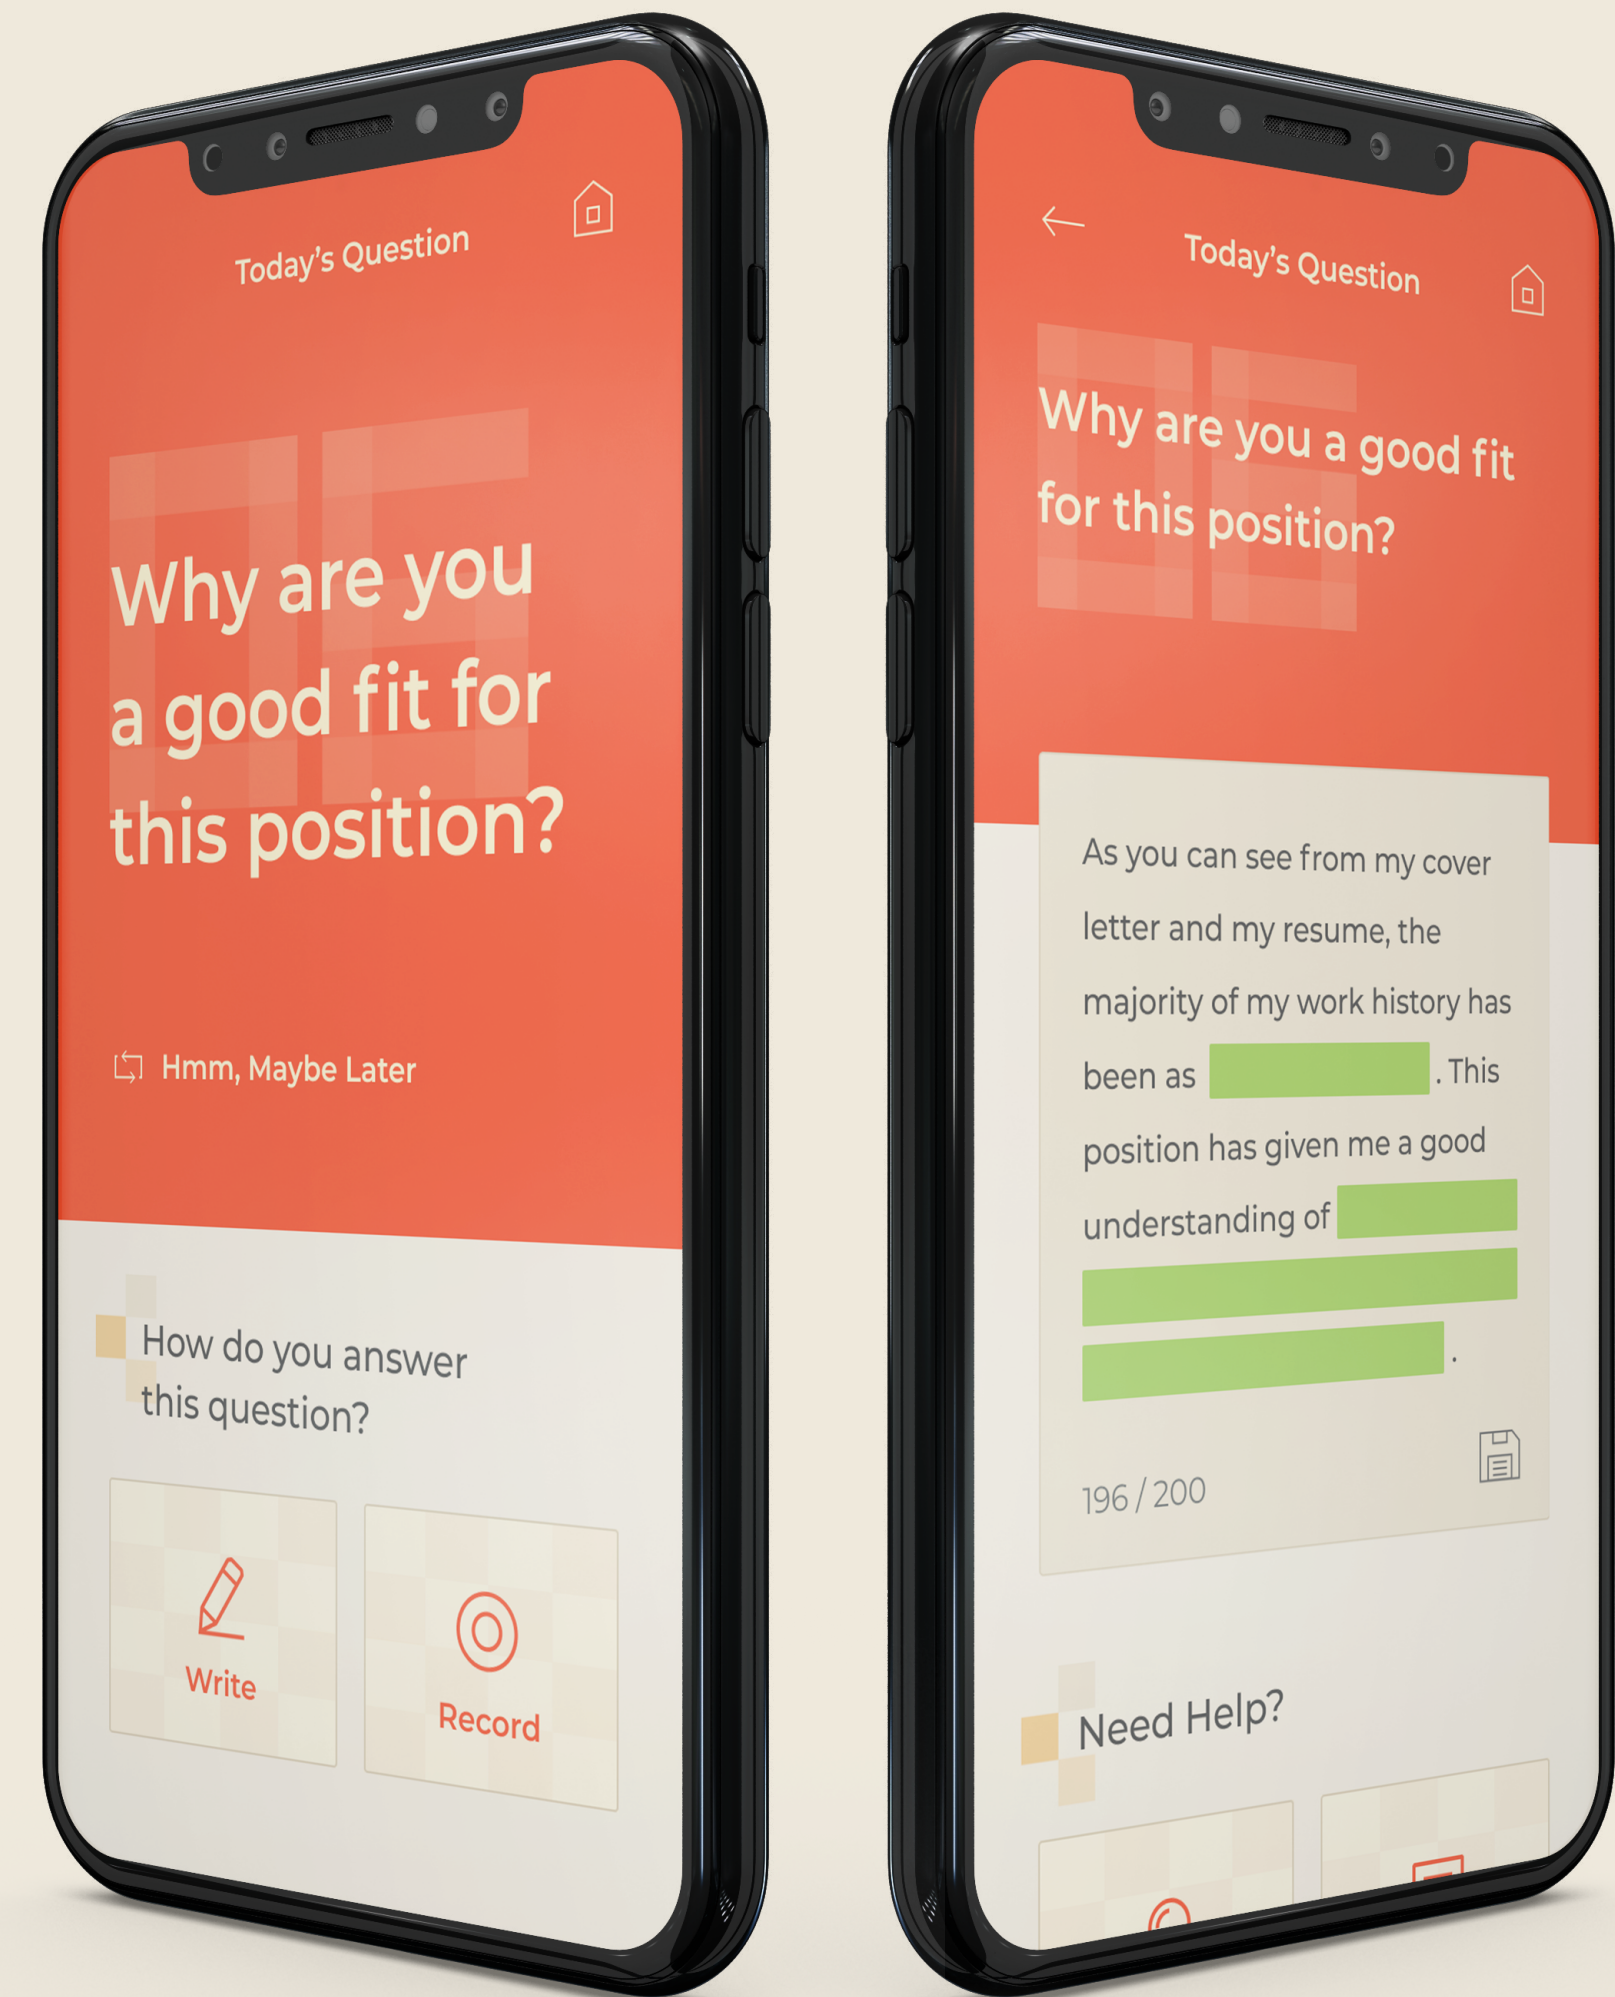 Today's Question
Why are you
a good fit for
this position?
Hmm, Maybe Later
How do you answer
this question?
Write
Record
Today's Question
Why are you a good fit
for this position?
As you can see from my cover
letter and my resume, the
majority of my work history has
been as . This
position has given me a good
understanding of
.
196 / 200
Need Help?